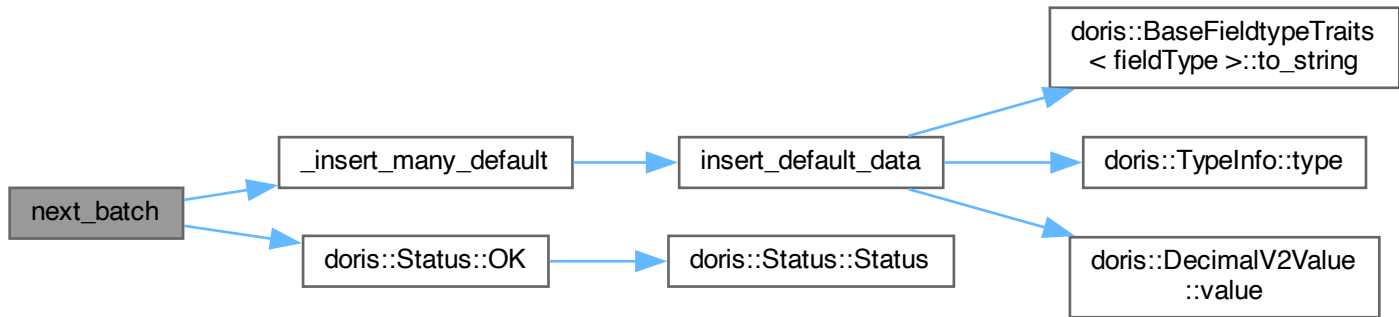 next_batch
_insert_many_default
doris::Status::OK
insert_default_data
doris::Status::Status
doris::BaseFieldtypeTraits
< fieldType >::to_string
doris::TypeInfo::type
doris::DecimalV2Value
::value